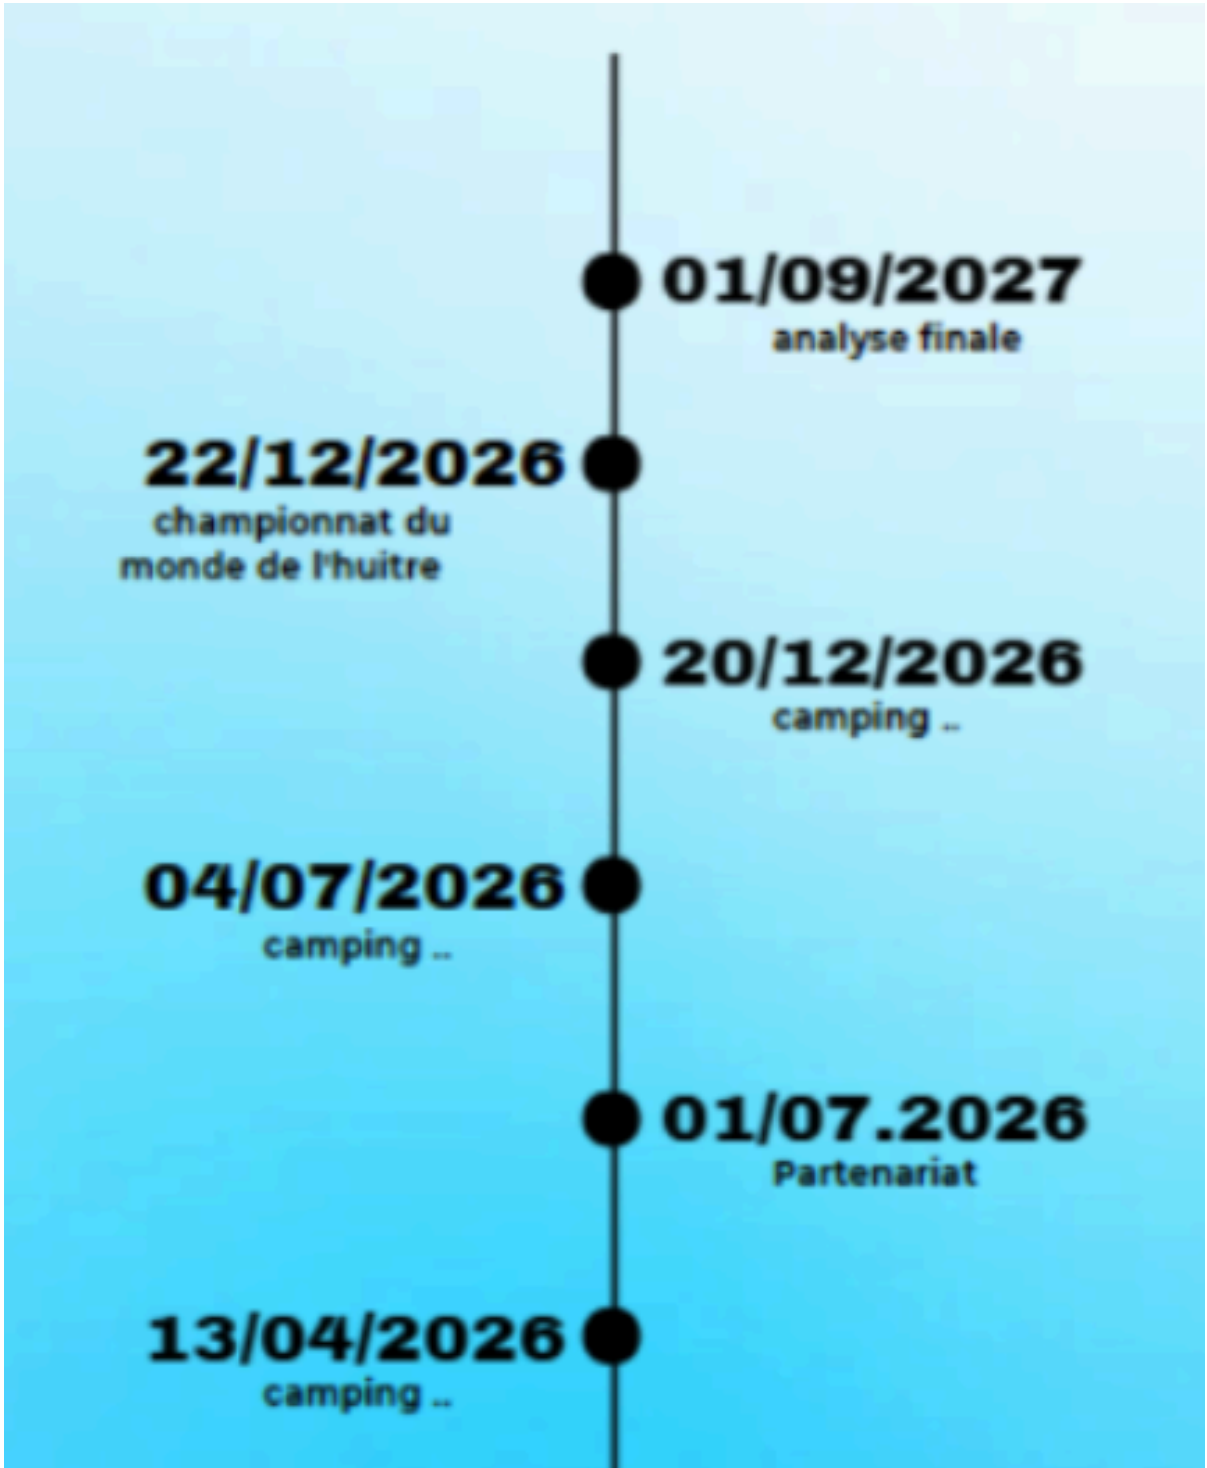 01/09/2027
analyse finale
22/12/2026
championnat du
monde de l'huitre
20/12/2026
camping ..
04/07/2026
camping ..
01/07.2026
Partenariat
13/04/2026
camping ..